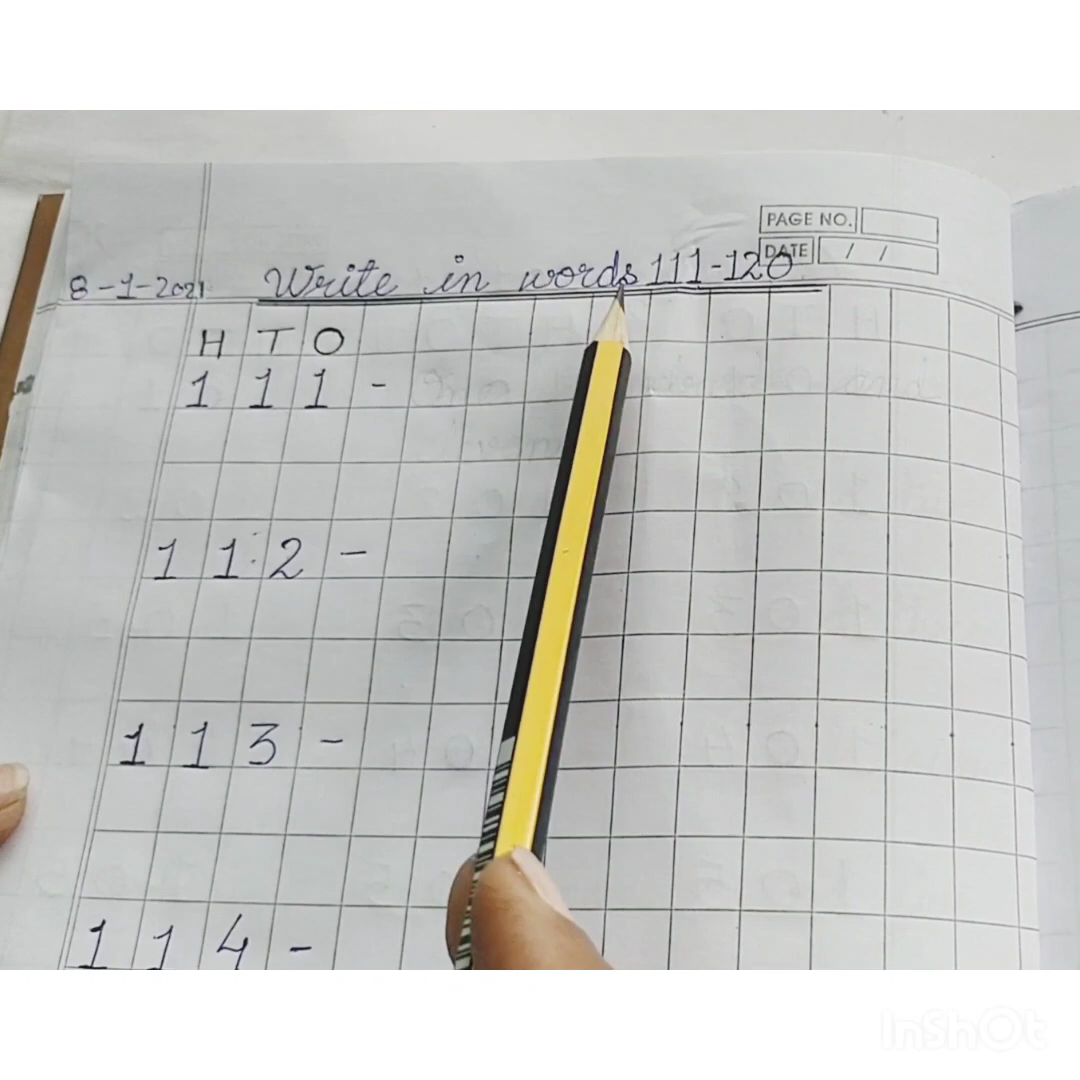 PAGE NO.
DATE / /
8-1-2021 Write in words 111-120
H T O
1 1 1 -
1 1 2 -
1 1 3 -
1 1 4 -
InShOt